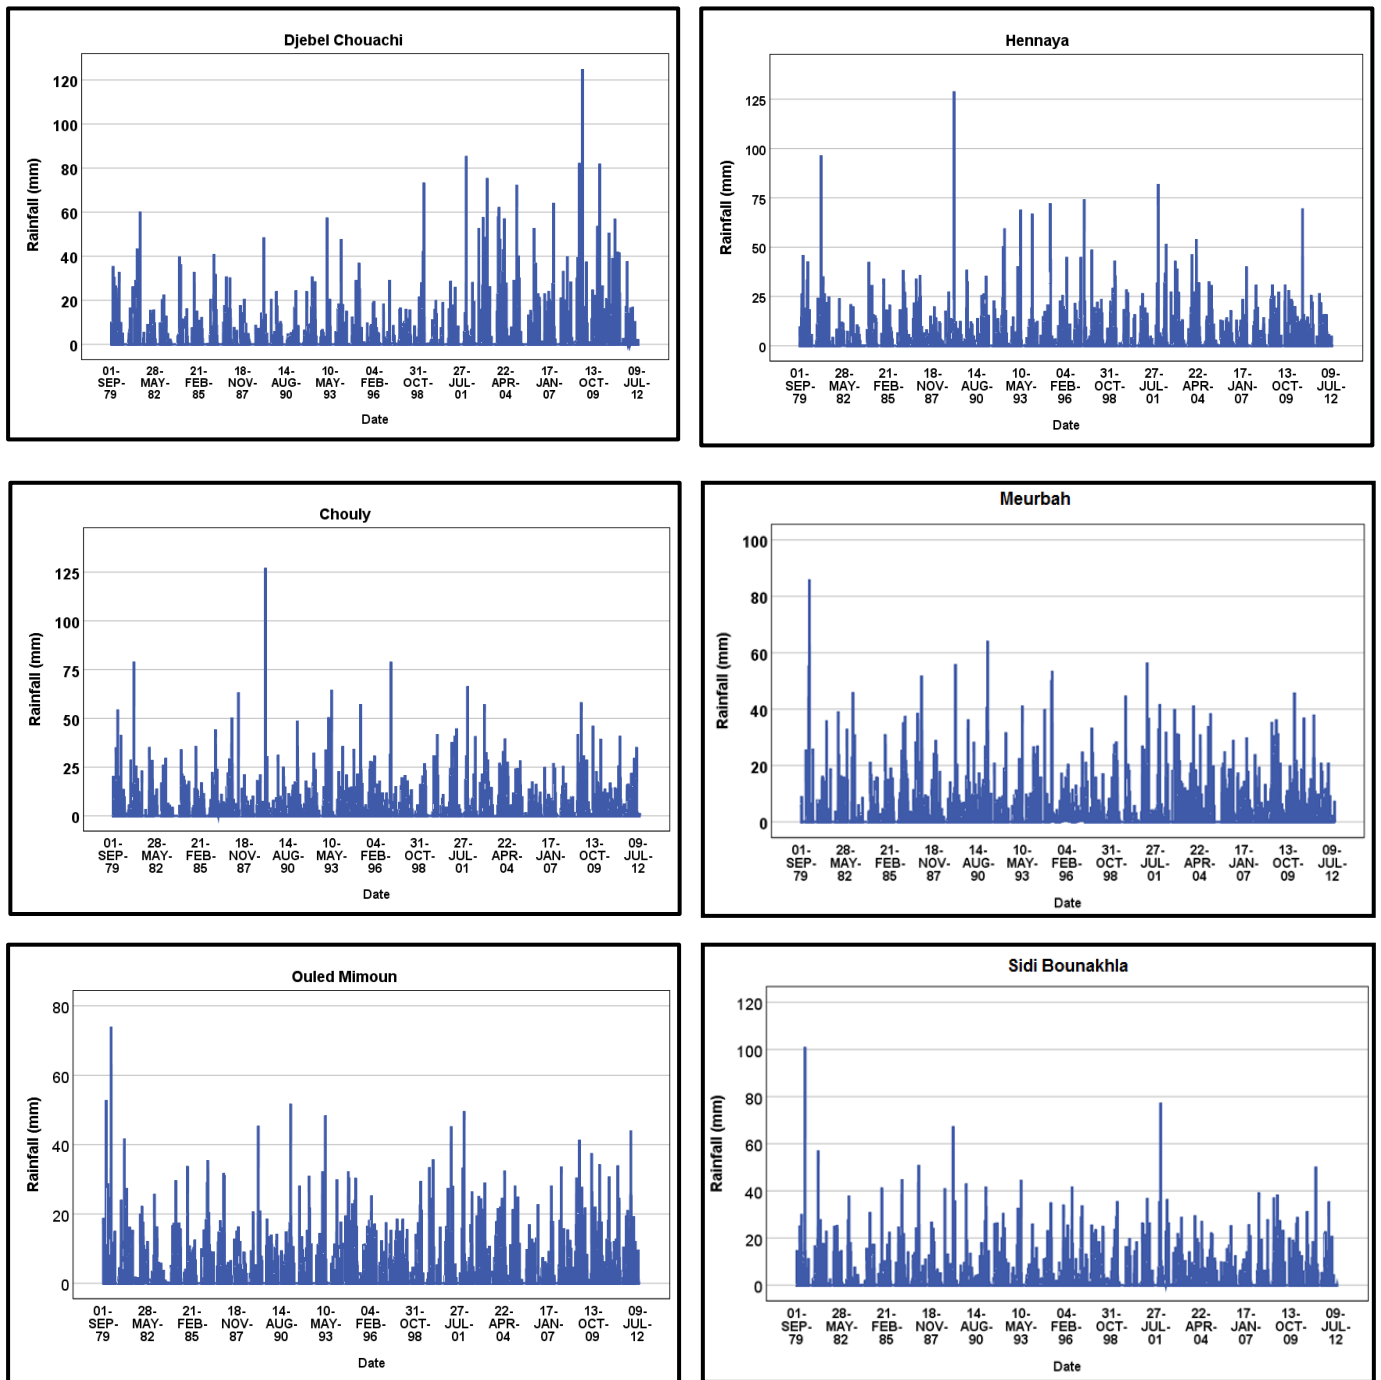 Djebel Chouachi
Rainfall (mm)
120
100
80
60
40
20
0
01-SEP-79 28-MAY-82 21-FEB-85 18-NOV-87 14-AUG-90 10-MAY-93 04-FEB-96 31-OCT-98 27-JUL-01 22-APR-04 17-JAN-07 13-OCT-09 09-JUL-12
Date
Hennaya
Rainfall (mm)
125
100
75
50
25
0
01-SEP-79 28-MAY-82 21-FEB-85 18-NOV-87 14-AUG-90 10-MAY-93 04-FEB-96 31-OCT-98 27-JUL-01 22-APR-04 17-JAN-07 13-OCT-09 09-JUL-12
Date
Chouly
Rainfall (mm)
125
100
75
50
25
0
01-SEP-79 28-MAY-82 21-FEB-85 18-NOV-87 14-AUG-90 10-MAY-93 04-FEB-96 31-OCT-98 27-JUL-01 22-APR-04 17-JAN-07 13-OCT-09 09-JUL-12
Date
Meurbah
Rainfall (mm)
100
80
60
40
20
0
01-SEP-79 28-MAY-82 21-FEB-85 18-NOV-87 14-AUG-90 10-MAY-93 04-FEB-96 31-OCT-98 27-JUL-01 22-APR-04 17-JAN-07 13-OCT-09 09-JUL-12
Date
Ouled Mimoun
Rainfall (mm)
80
60
40
20
0
01-SEP-79 28-MAY-82 21-FEB-85 18-NOV-87 14-AUG-90 10-MAY-93 04-FEB-96 31-OCT-98 27-JUL-01 22-APR-04 17-JAN-07 13-OCT-09 09-JUL-12
Date
Sidi Bounakhla
Rainfall (mm)
120
100
80
60
40
20
0
01-SEP-79 28-MAY-82 21-FEB-85 18-NOV-87 14-AUG-90 10-MAY-93 04-FEB-96 31-OCT-98 27-JUL-01 22-APR-04 17-JAN-07 13-OCT-09 09-JUL-12
Date